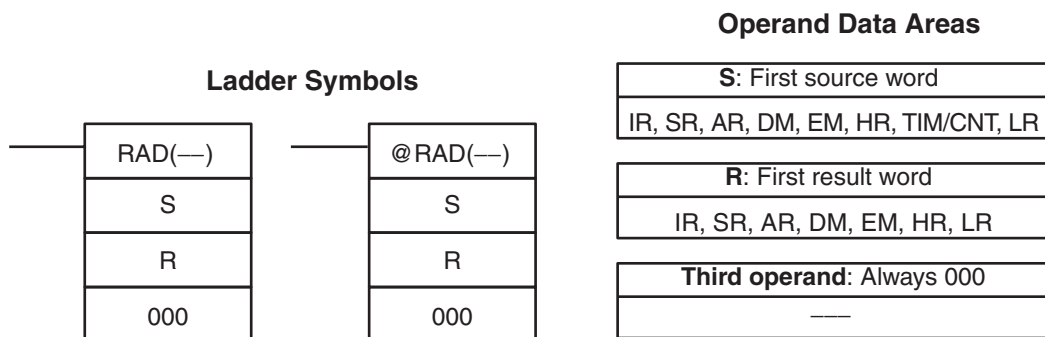 Ladder Symbols
RAD(––)
S
R
000
@RAD(––)
S
R
000
Operand Data Areas
S: First source word
IR, SR, AR, DM, EM, HR, TIM/CNT, LR
R: First result word
IR, SR, AR, DM, EM, HR, LR
Third operand: Always 000
–––